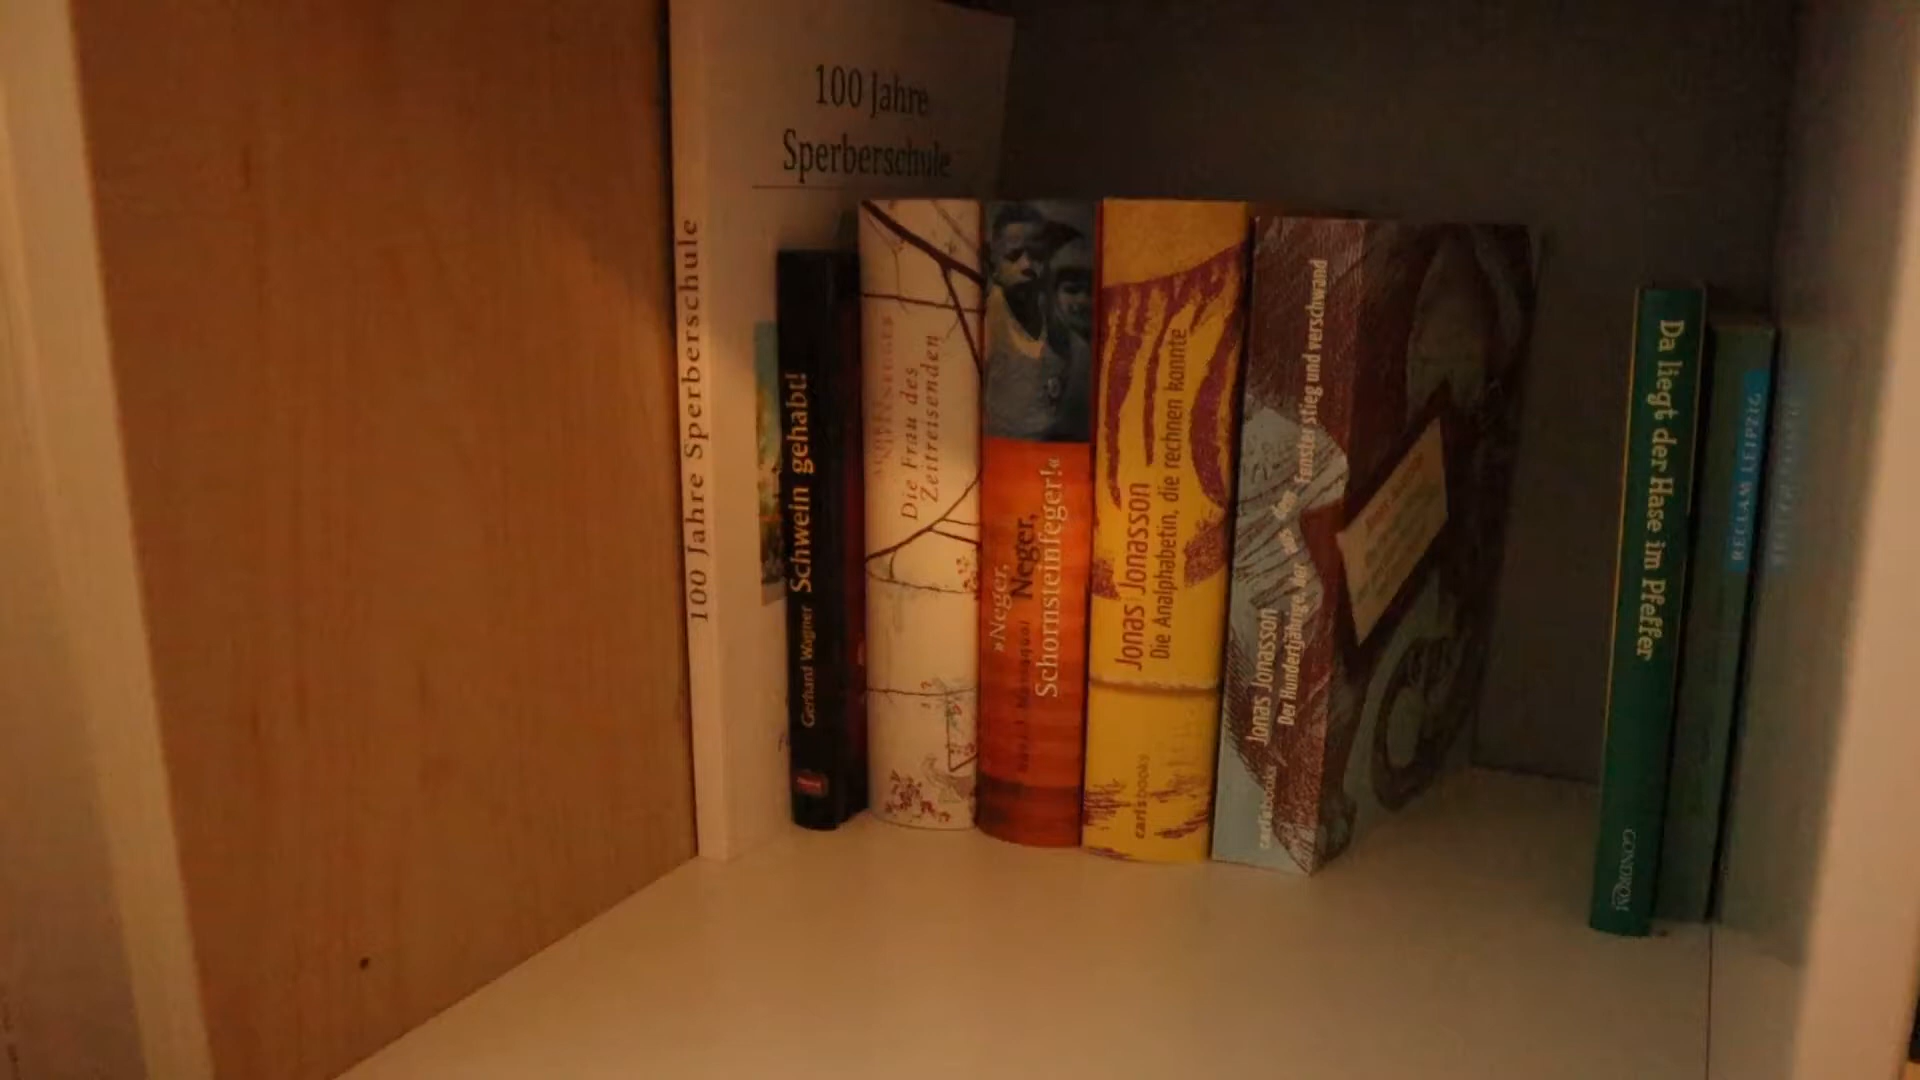 100 Jahre
Sperberschule
100 Jahre Sperberschule
Gerhard Wagner Schwein gehabt!
Die Frau des
Zeitreisenden
»Neger,
Neger,
Schornsteinfeger!«
Jonas Jonasson
Die Analphabetin, die rechnen konnte
carl's books
Jonas Jonasson
Der Hundertjährige, der aus dem Fenster stieg und verschwand
carl's books
Da liegt der Hase im Pfeffer
GONDROM
RECLAM LEIPZIG